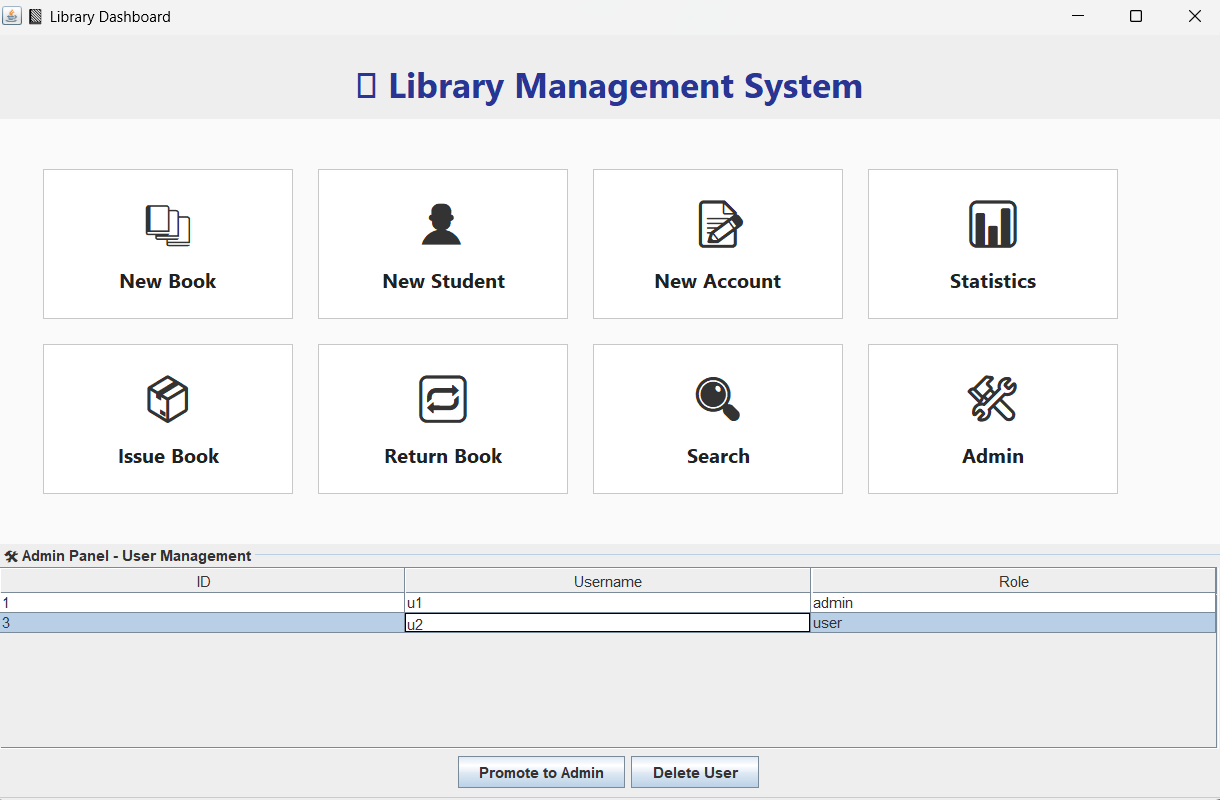 Library Dashboard
Library Management System
New Book
New Student
New Account
Statistics
Issue Book
Return Book
Search
Admin
Admin Panel - User Management
ID Username Role
1 u1 admin
3 u2 user
Promote to Admin Delete User